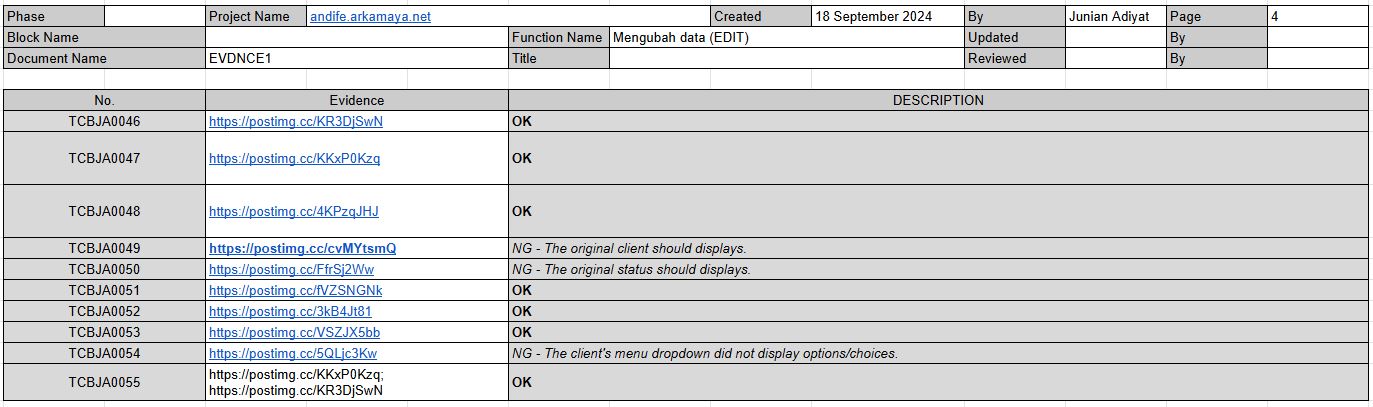 Phase Project Name andife.arkamaya.net Created 18 September 2024 By Junian Adiyat Page 4
Block Name Function Name Mengubah data (EDIT) Updated By
Document Name EVDNCE1 Title Reviewed By
No. Evidence DESCRIPTION
TCBJA0046 https://postimg.cc/KR3DjSwN OK
TCBJA0047 https://postimg.cc/KKxP0Kzq OK
TCBJA0048 https://postimg.cc/4KPzqJHJ OK
TCBJA0049 https://postimg.cc/cvMYtsmQ NG - The original client should displays.
TCBJA0050 https://postimg.cc/FfrSj2Ww NG - The original status should displays.
TCBJA0051 https://postimg.cc/fVZSNGNk OK
TCBJA0052 https://postimg.cc/3kB4Jt81 OK
TCBJA0053 https://postimg.cc/VSZJX5bb OK
TCBJA0054 https://postimg.cc/5QLjc3Kw NG - The client's menu dropdown did not display options/choices.
TCBJA0055 https://postimg.cc/KKxP0Kzq; OK
https://postimg.cc/KR3DjSwN